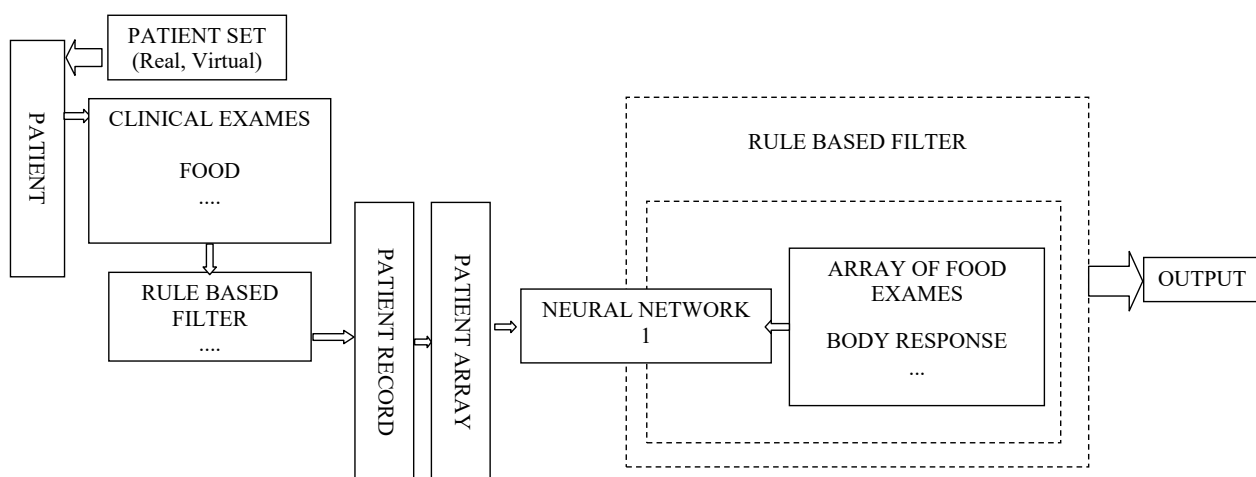 PATIENT SET
(Real, Virtual)
PATIENT
CLINICAL EXAMES
FOOD
....
RULE BASED
FILTER
....
PATIENT RECORD
PATIENT ARRAY
NEURAL NETWORK
1
RULE BASED FILTER
ARRAY OF FOOD
EXAMES
BODY RESPONSE
...
OUTPUT